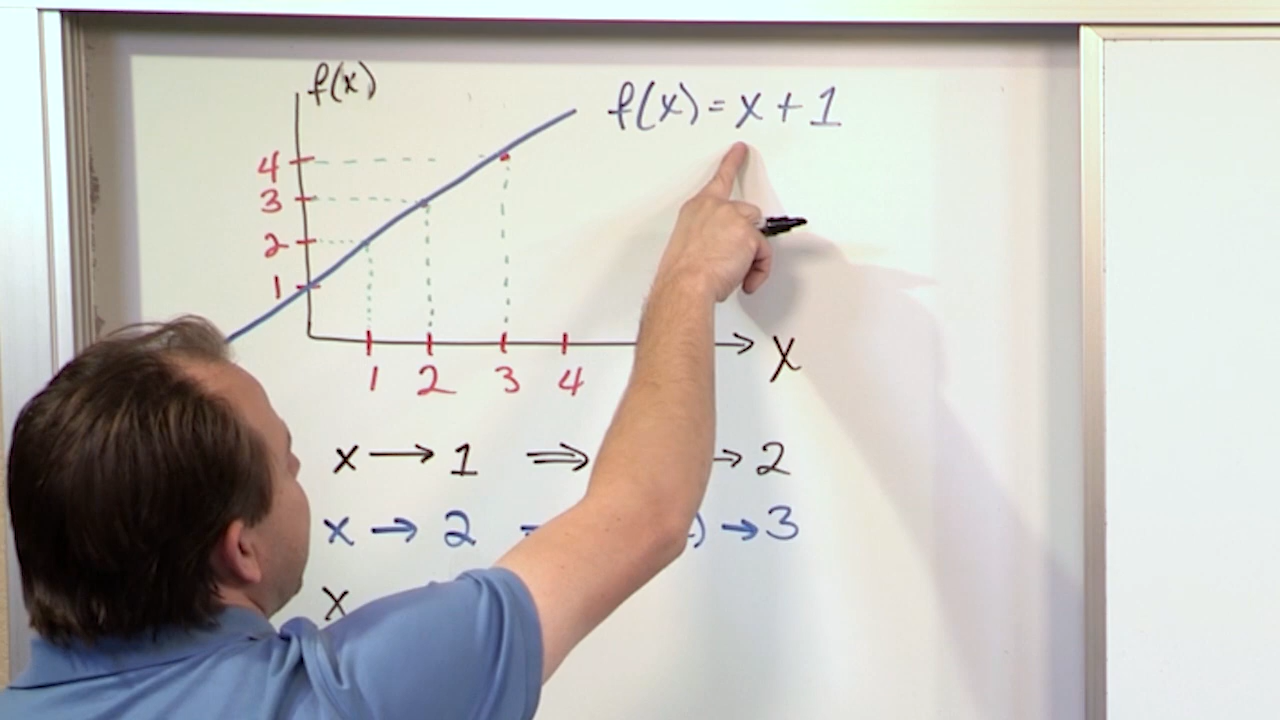 f(x)
f(x) = x + 1
4
3
2
1
1 2 3 4
X
x → 1 ⇒ → 2
x → 2 ) → 3
x